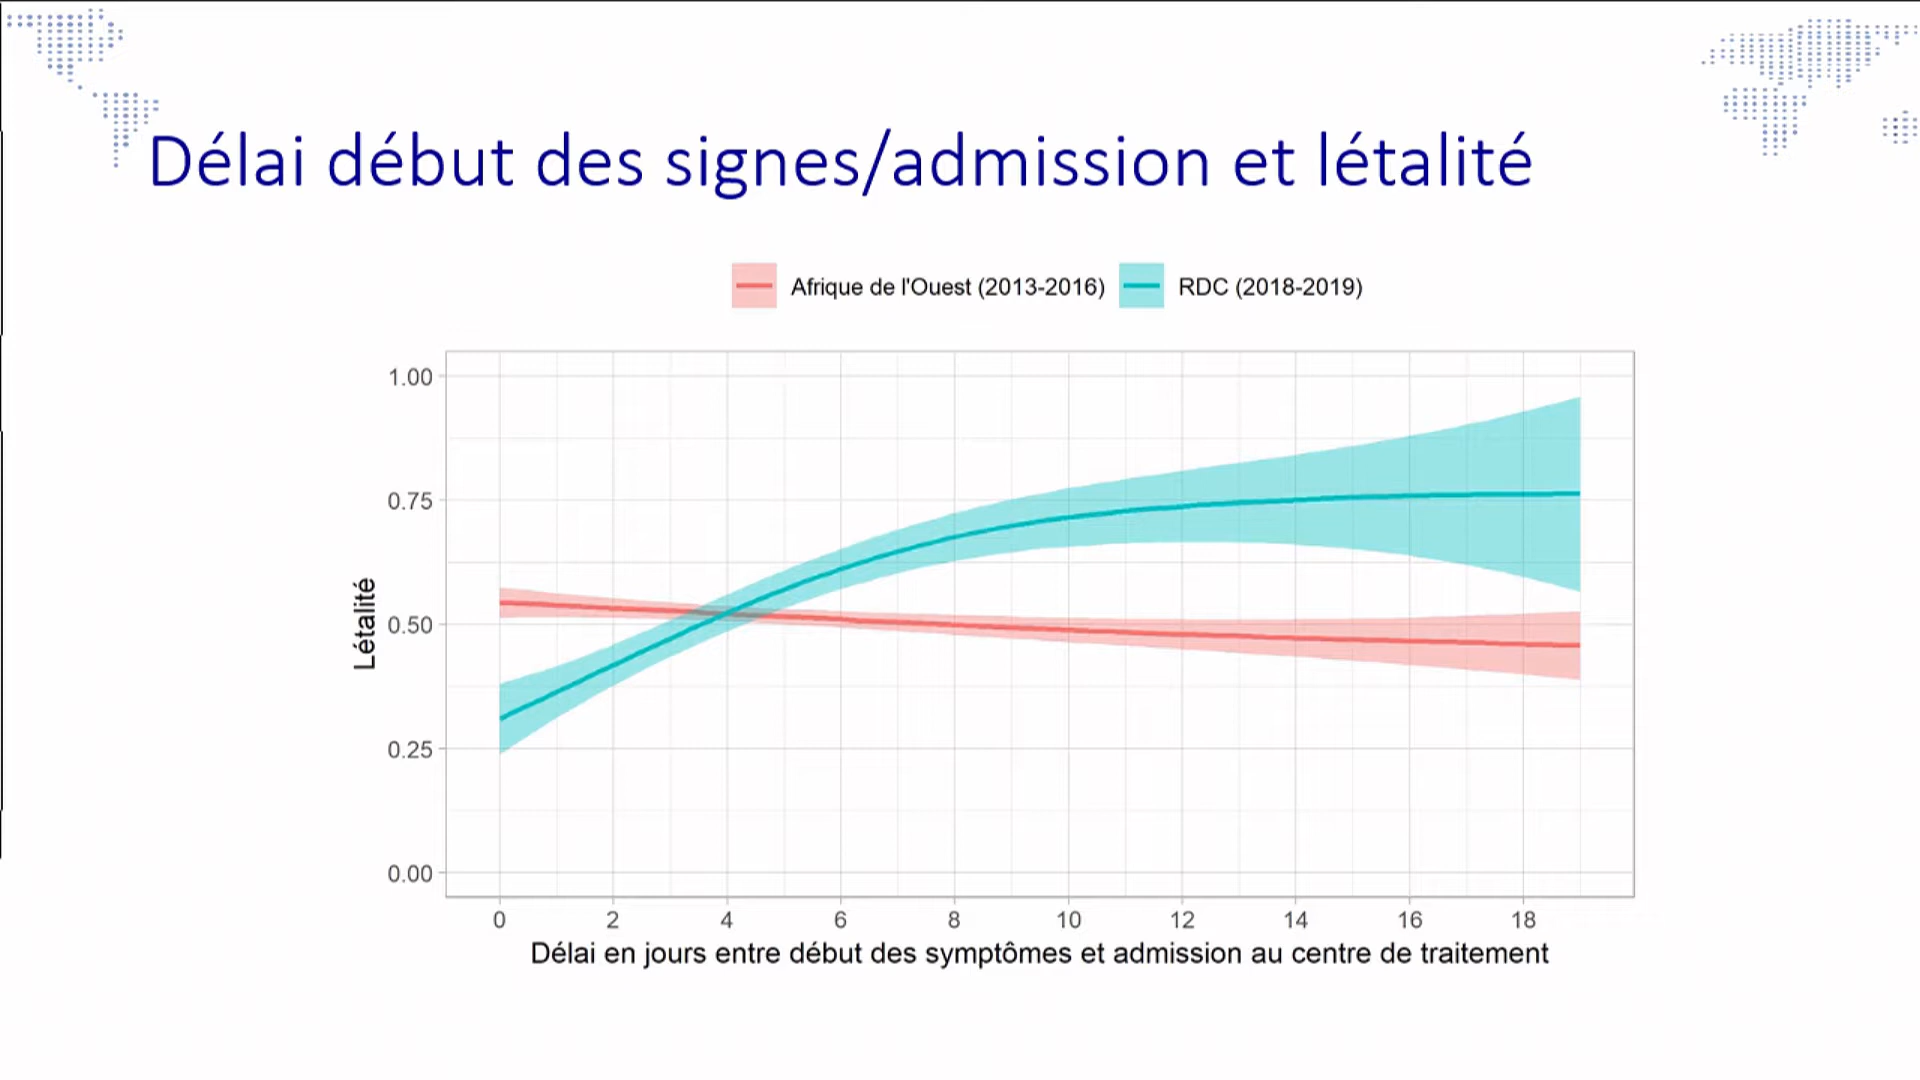 Délai début des signes/admission et létalité
Afrique de l'Ouest (2013-2016) RDC (2018-2019)
1.00
0.75
0.50
0.25
0.00
Létalité
0 2 4 6 8 10 12 14 16 18
Délai en jours entre début des symptômes et admission au centre de traitement